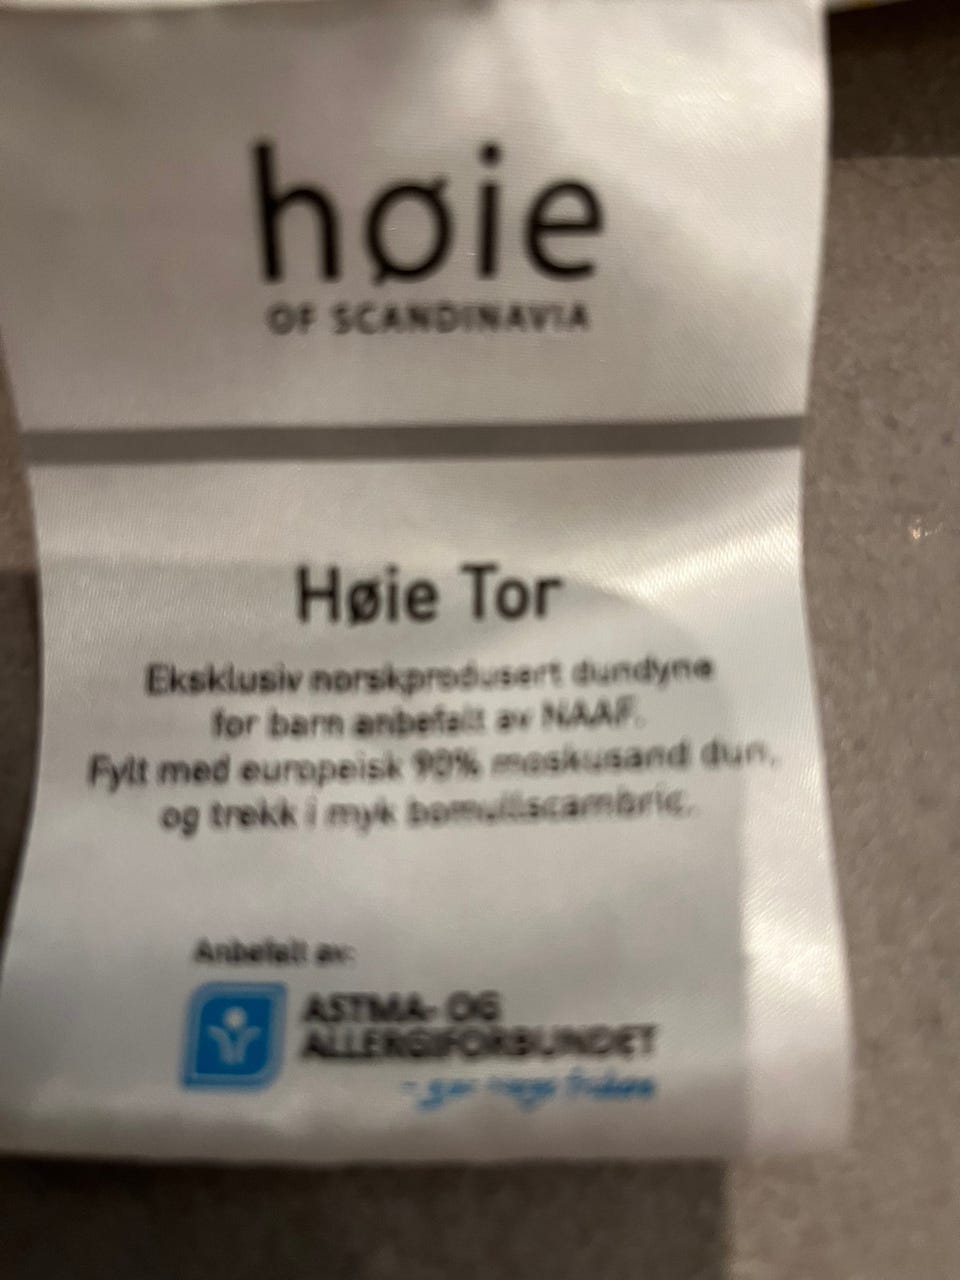 høie
OF SCANDINAVIA
Høie Tor
Eksklusiv norskprodusert dundyne
for barn anbefalt av NAAF.
Fylt med europeisk 90% moskusand dun,
og trekk i myk bomullscambric.
Anbefalt av:
ASTMA- OG
ALLERGIFORBUNDET